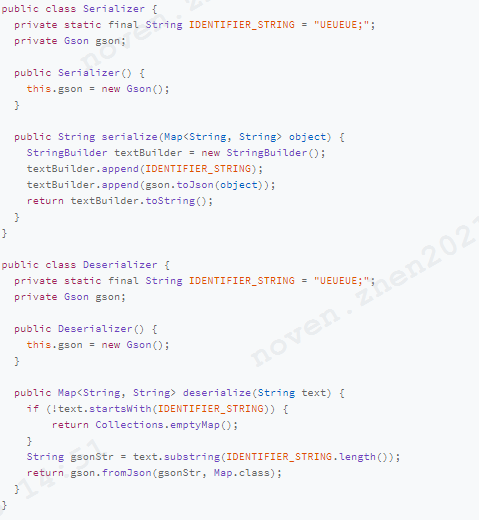 public class Serializer {
  private static final String IDENTIFIER_STRING = "UEUEUE;";
  private Gson gson;

  public Serializer() {
    this.gson = new Gson();
  }

  public String serialize(Map<String, String> object) {
    StringBuilder textBuilder = new StringBuilder();
    textBuilder.append(IDENTIFIER_STRING);
    textBuilder.append(gson.toJson(object));
    return textBuilder.toString();
  }
}

public class Deserializer {
  private static final String IDENTIFIER_STRING = "UEUEUE;";
  private Gson gson;

  public Deserializer() {
    this.gson = new Gson();
  }

  public Map<String, String> deserialize(String text) {
    if (!text.startsWith(IDENTIFIER_STRING)) {
        return Collections.emptyMap();
    }
    String gsonStr = text.substring(IDENTIFIER_STRING.length());
    return gson.fromJson(gsonStr, Map.class);
  }
}
noven.zhen202
14:51